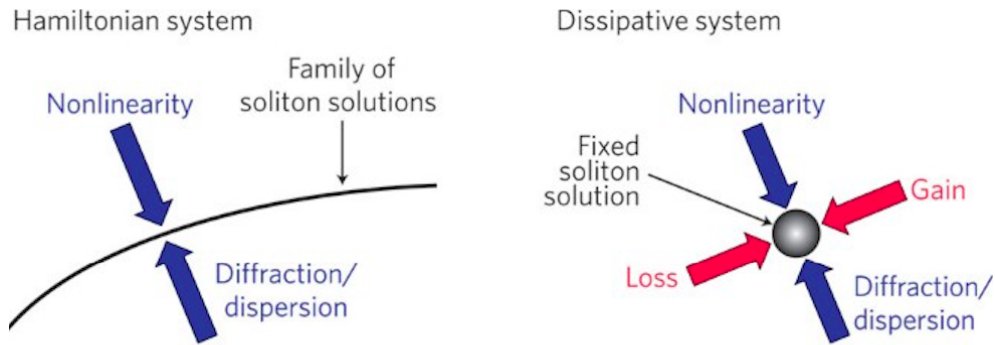 Hamiltonian system
Family of
soliton solutions
Nonlinearity
Diffraction/
dispersion
Dissipative system
Nonlinearity
Fixed
soliton
solution
Gain
Loss
Diffraction/
dispersion